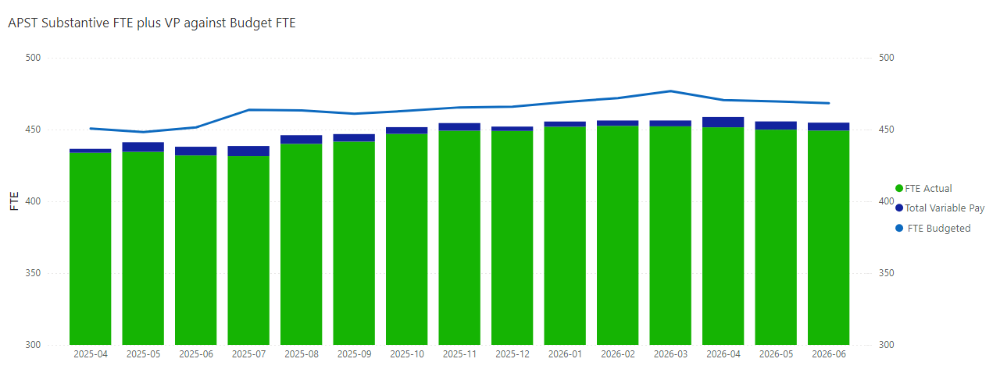 APST Substantive FTE plus VP against Budget FTE
500
450
400
350
300
FTE
500
450
400
350
300
2025-04 2025-05 2025-06 2025-07 2025-08 2025-09 2025-10 2025-11 2025-12 2026-01 2026-02 2026-03 2026-04 2026-05 2026-06
FTE Actual
Total Variable Pay
FTE Budgeted